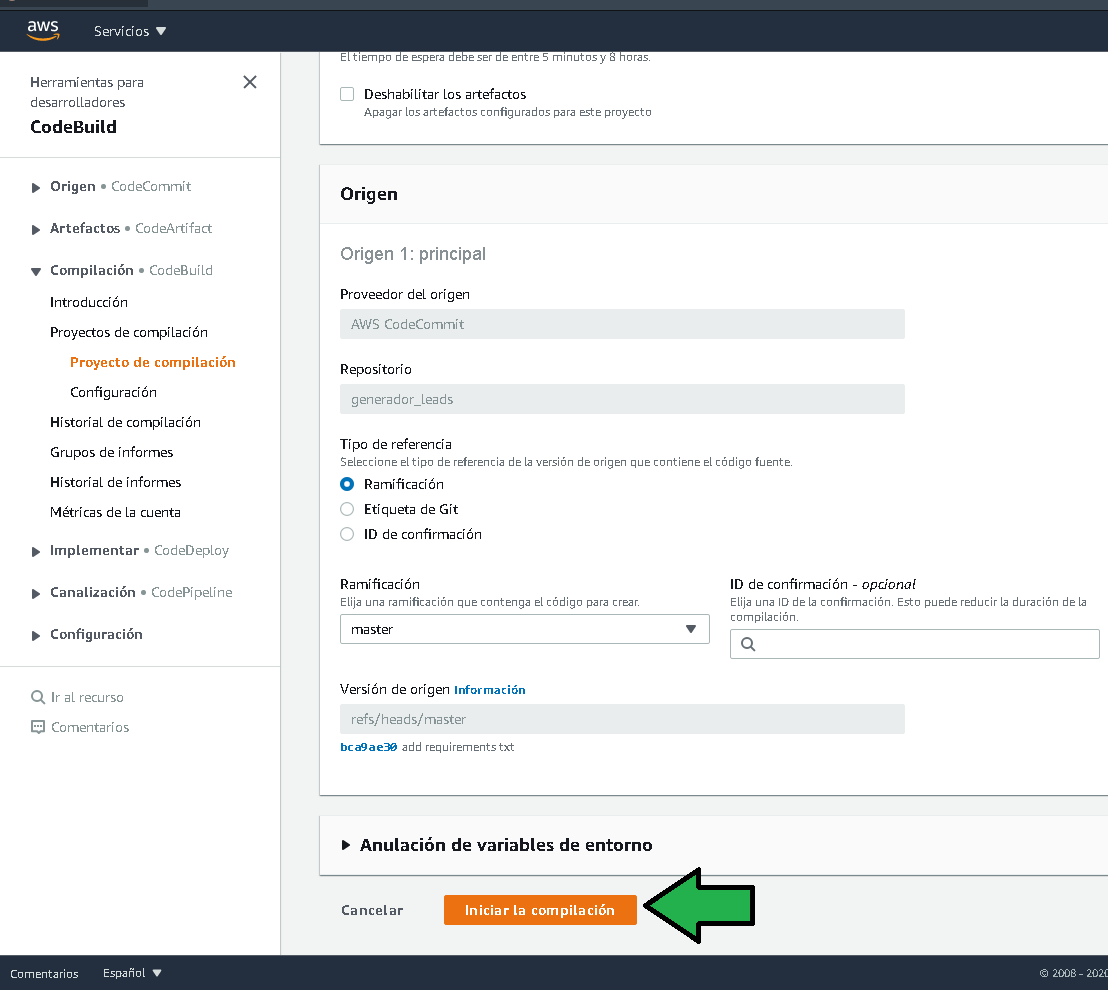 aws
Servicios
Herramientas para
desarrolladores
CodeBuild
Origen • CodeCommit
Artefactos • CodeArtifact
Compilación • CodeBuild
Introducción
Proyectos de compilación
Proyecto de compilación
Configuración
Historial de compilación
Grupos de informes
Historial de informes
Métricas de la cuenta
Implementar • CodeDeploy
Canalización • CodePipeline
Configuración
Ir al recurso
Comentarios
El tiempo de espera debe ser de entre 5 minutos y 8 horas.
Deshabilitar los artefactos
Apagar los artefactos configurados para este proyecto
Origen
Origen 1: principal
Proveedor del origen
AWS CodeCommit
Repositorio
generador_leads
Tipo de referencia
Seleccione el tipo de referencia de la versión de origen que contiene el código fuente.
Ramificación
Etiqueta de Git
ID de confirmación
Ramificación
Elija una ramificación que contenga el código para crear.
master
ID de confirmación - opcional
Elija una ID de la confirmación. Esto puede reducir la duración de la
compilación.
Versión de origen Información
refs/heads/master
bca9ae30 add requirements txt
Anulación de variables de entorno
Cancelar
Iniciar la compilación
Comentarios
Español
© 2008 - 2020